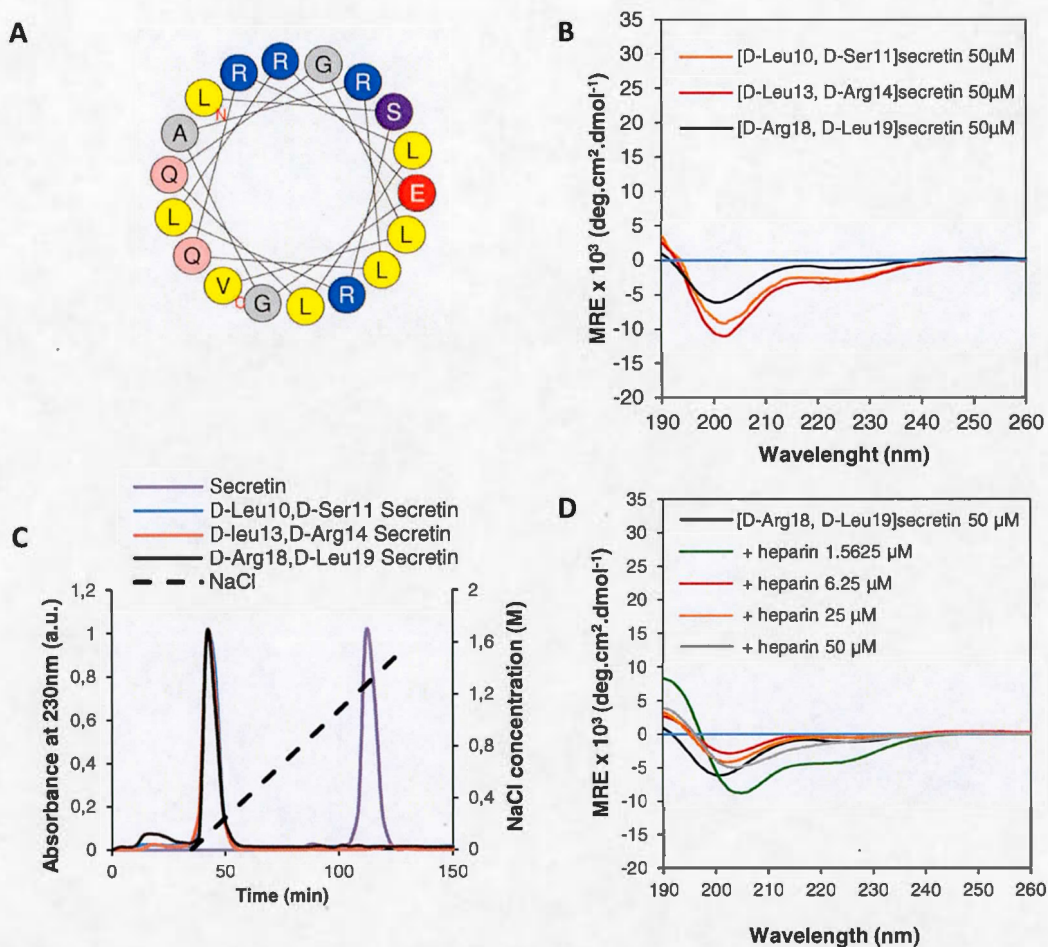 A
R
R
G
R
S
L
E
L
L
R
L
G
V
Q
L
Q
A
L
N
C
B
35
30
25
20
15
10
5
0
-5
-10
-15
-20
MRE x 10³ (deg.cm².dmol⁻¹)
[D-Leu10, D-Ser11]secretin 50µM
[D-Leu13, D-Arg14]secretin 50µM
[D-Arg18, D-Leu19]secretin 50µM
190 200 210 220 230 240 250 260
Wavelenght (nm)
C
Secretin
D-Leu10,D-Ser11 Secretin
D-leu13,D-Arg14 Secretin
D-Arg18,D-Leu19 Secretin
NaCl
Absorbance at 230nm (a.u.)
1,2
1
0,8
0,6
0,4
0,2
0
2
1,6
1,2
0,8
0,4
0
NaCl concentration (M)
0 50 100 150
Time (min)
D
35
30
25
20
15
10
5
0
-5
-10
-15
-20
MRE x 10³ (deg.cm².dmol⁻¹)
[D-Arg18, D-Leu19]secretin 50 µM
+ heparin 1.5625 µM
+ heparin 6.25 µM
+ heparin 25 µM
+ heparin 50 µM
190 200 210 220 230 240 250 260
Wavelength (nm)